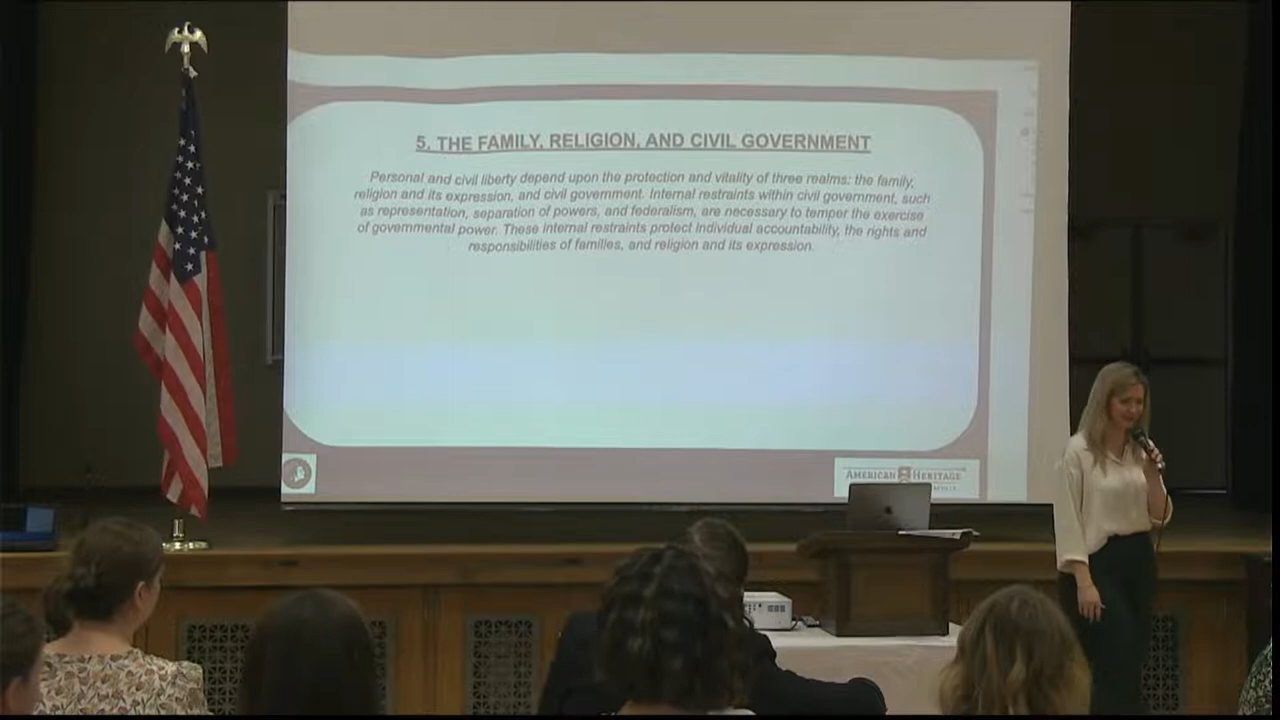 5. THE FAMILY, RELIGION, AND CIVIL GOVERNMENT
Personal and civil liberty depend upon the protection and vitality of three realms: the family,
religion and its expression, and civil government. Internal restraints within civil government, such
as representation, separation of powers, and federalism, are necessary to temper the exercise
of governmental power. These internal restraints protect individual accountability, the rights and
responsibilities of families, and religion and its expression.
AMERICAN HERITAGE